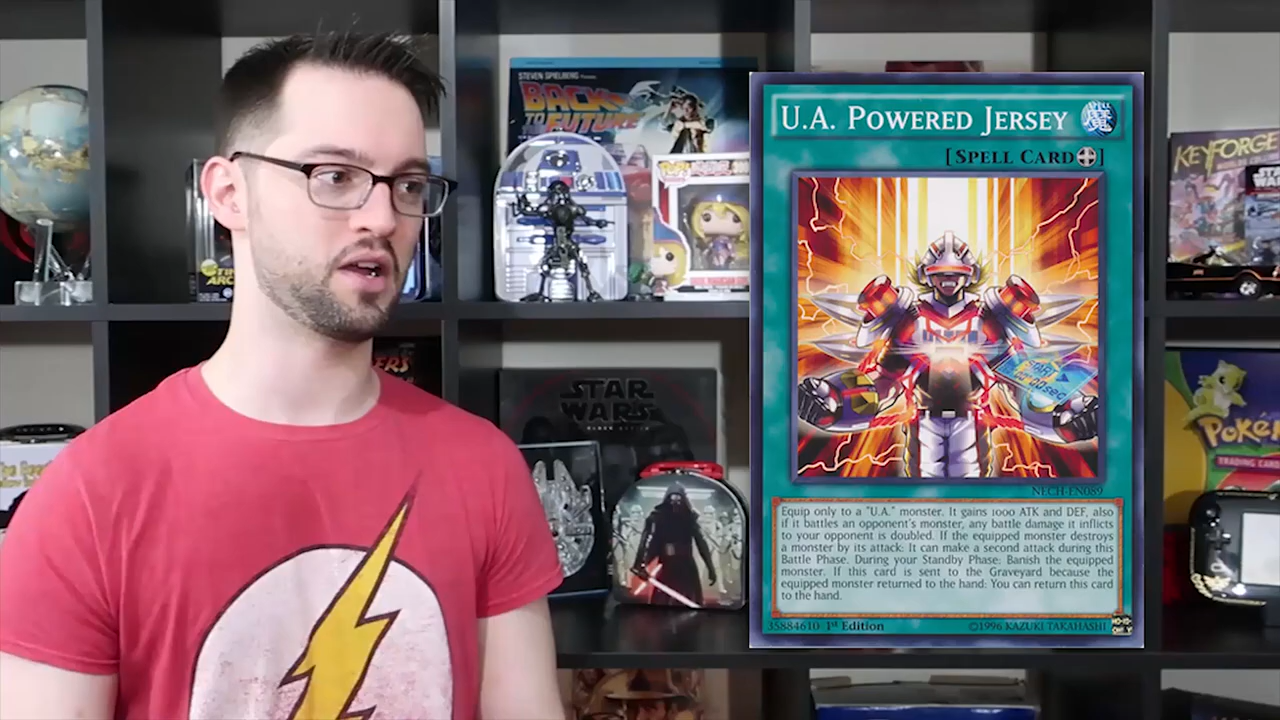 STEVEN SPIELBERG Presents
BACK
TO THE FUTURE
KEYFORGE
STAR
WARS
STAR
WARS
BLACK SERIES
Pokémon
TRADING CARD
U.A. POWERED JERSEY
[SPELL CARD]
NECH-EN089
Equip only to a "U.A." monster. It gains 1000 ATK and DEF, also
if it battles an opponent's monster, any battle damage it inflicts
to your opponent is doubled. If the equipped monster destroys
a monster by its attack: It can make a second attack during this
Battle Phase. During your Standby Phase: Banish the equipped
monster. If this card is sent to the Graveyard because the
equipped monster returned to the hand: You can return this card
to the hand.
35884610 1st Edition
©1996 KAZUKI TAKAHASHI